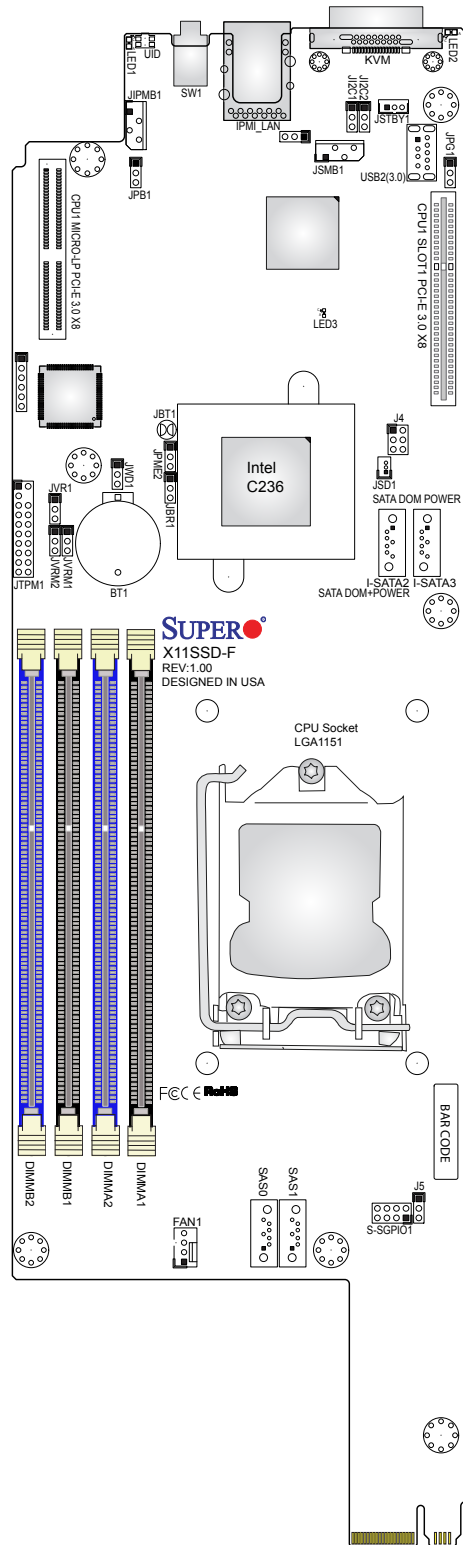 LED1
UID
SW1
IPMI_LAN
KVM
LED2
JIPMB1
JPB1
JI2C1
JI2C2
JSTBY1
JSMB1
USB2(3.0)
JPG1
CPU1 MICRO-LP PCI-E 3.0 X8
CPU1 SLOT1 PCI-E 3.0 X8
LED3
JBT1
JPME2
JBR1
Intel
C236
J4
JSD1
SATA DOM POWER
JWD1
JVR1
JVRM2
JVRM1
JTPM1
BT1
I-SATA2
I-SATA3
SATA DOM+POWER
SUPER
X11SSD-F
REV:1.00
DESIGNED IN USA
CPU Socket
LGA1151
FCC CE RoHS
BAR CODE
DIMMB2
DIMMB1
DIMMA2
DIMMA1
SAS0
SAS1
FAN1
J5
S-SGPIO1